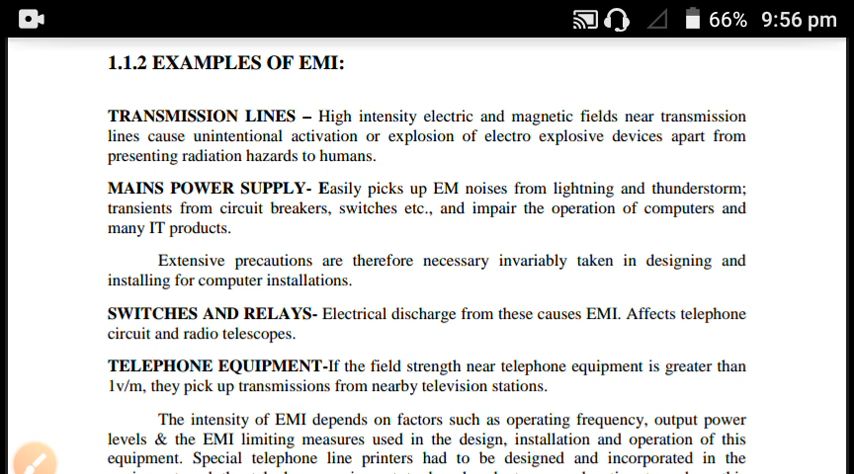 66% 9:56 pm
1.1.2 EXAMPLES OF EMI:
TRANSMISSION LINES – High intensity electric and magnetic fields near transmission
lines cause unintentional activation or explosion of electro explosive devices apart from
presenting radiation hazards to humans.
MAINS POWER SUPPLY- Easily picks up EM noises from lightning and thunderstorm;
transients from circuit breakers, switches etc., and impair the operation of computers and
many IT products.
Extensive precautions are therefore necessary invariably taken in designing and
installing for computer installations.
SWITCHES AND RELAYS- Electrical discharge from these causes EMI. Affects telephone
circuit and radio telescopes.
TELEPHONE EQUIPMENT-If the field strength near telephone equipment is greater than
1v/m, they pick up transmissions from nearby television stations.
The intensity of EMI depends on factors such as operating frequency, output power
levels & the EMI limiting measures used in the design, installation and operation of this
equipment. Special telephone line printers had to be designed and incorporated in the